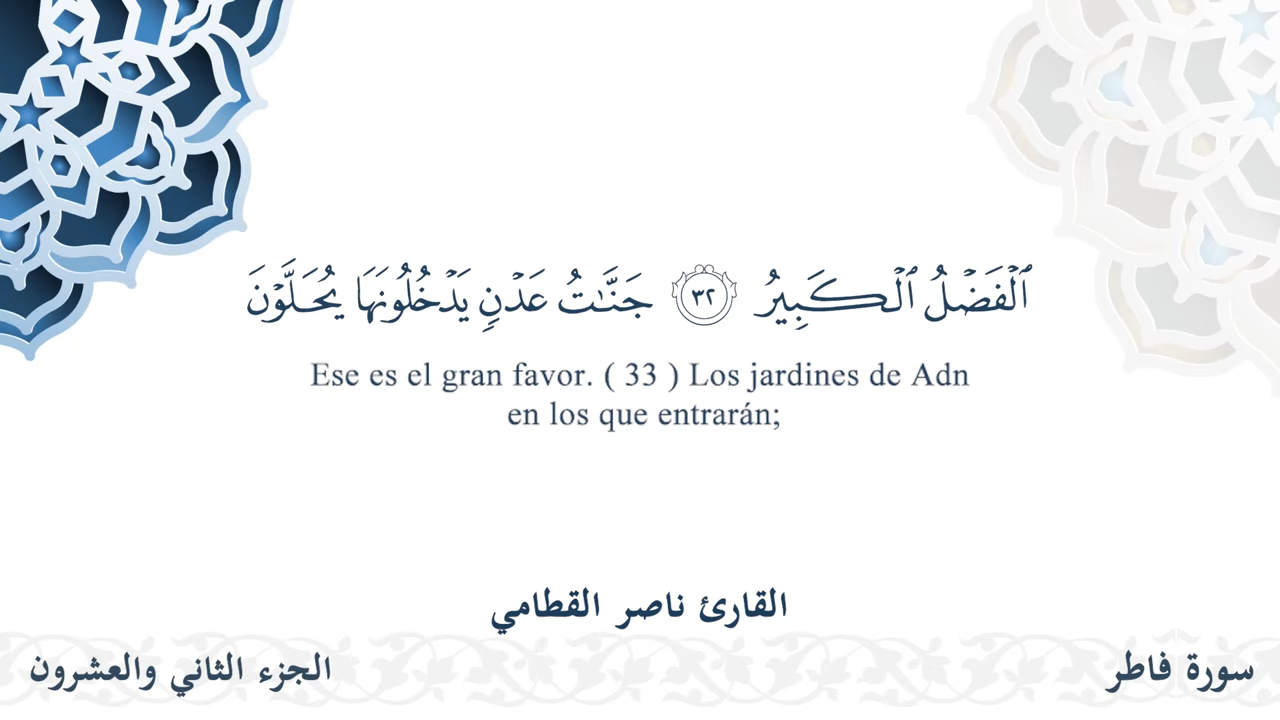 ٱلْفَضْلُ ٱلْكَبِيرُ ٣٢ جَنَّـٰتُ عَدْنٍ يَدْخُلُونَهَا يُحَلَّوْنَ
Ese es el gran favor. ( 33 ) Los jardines de Adn
en los que entrarán;
القارئ ناصر القطامي
سورة فاطر
الجزء الثاني والعشرون